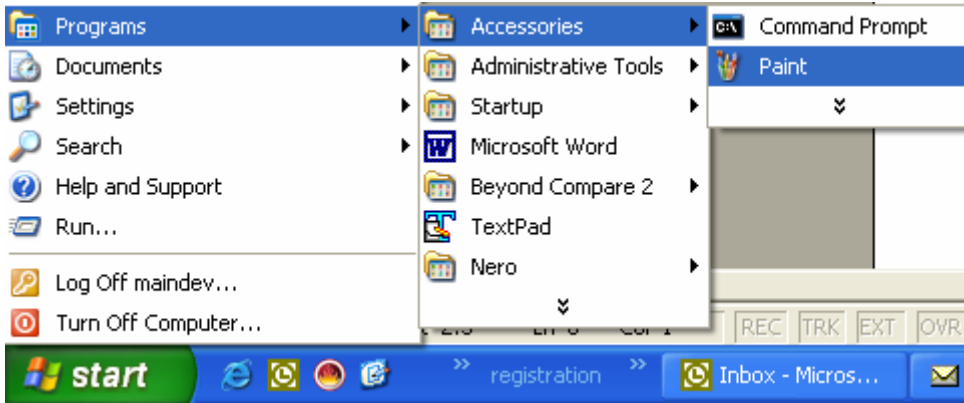 Programs
Documents
Settings
Search
Help and Support
Run...
Log Off maindev...
Turn Off Computer...
Accessories
Administrative Tools
Startup
Microsoft Word
Beyond Compare 2
TextPad
Nero
Command Prompt
Paint
REC TRK EXT OVR
start
registration
Inbox - Micros...